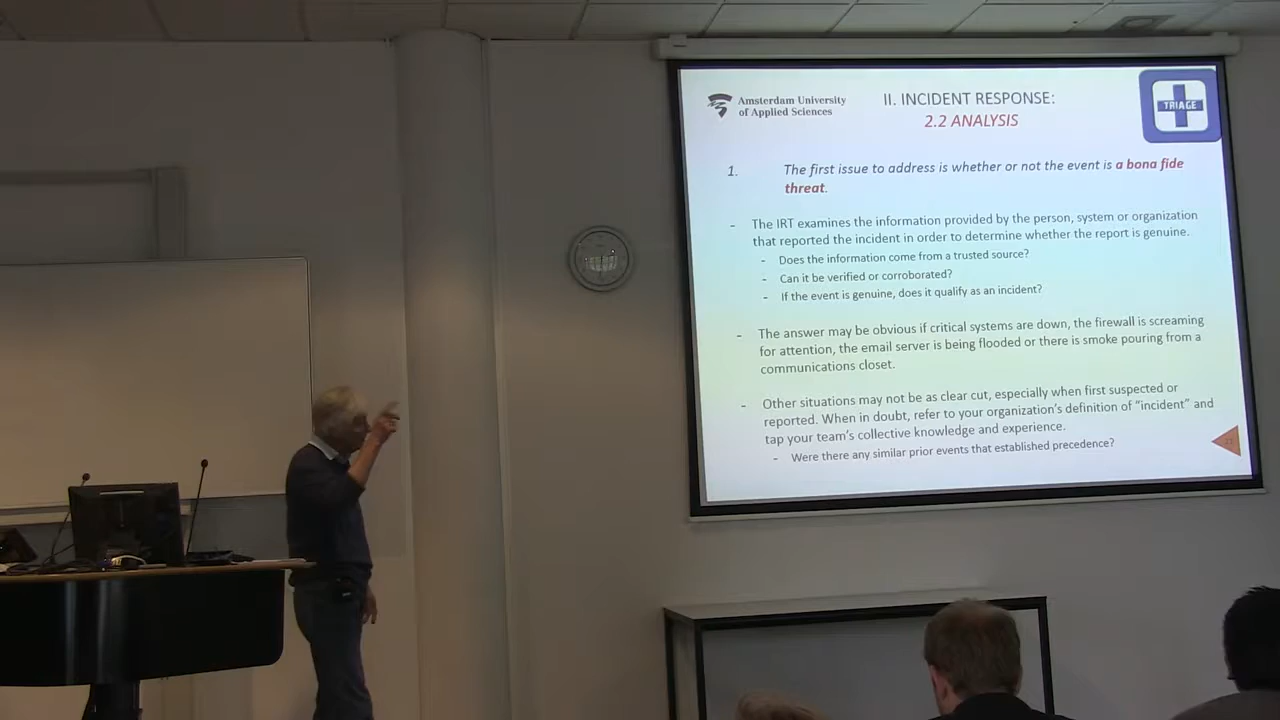 Amsterdam University
of Applied Sciences
II. INCIDENT RESPONSE:
2.2 ANALYSIS
TRIAGE
1. The first issue to address is whether or not the event is a bona fide
threat.
- The IRT examines the information provided by the person, system or organization
that reported the incident in order to determine whether the report is genuine.
- Does the information come from a trusted source?
- Can it be verified or corroborated?
- If the event is genuine, does it qualify as an incident?
- The answer may be obvious if critical systems are down, the firewall is screaming
for attention, the email server is being flooded or there is smoke pouring from a
communications closet.
- Other situations may not be as clear cut, especially when first suspected or
reported. When in doubt, refer to your organization's definition of "incident" and
tap your team's collective knowledge and experience.
- Were there any similar prior events that established precedence?